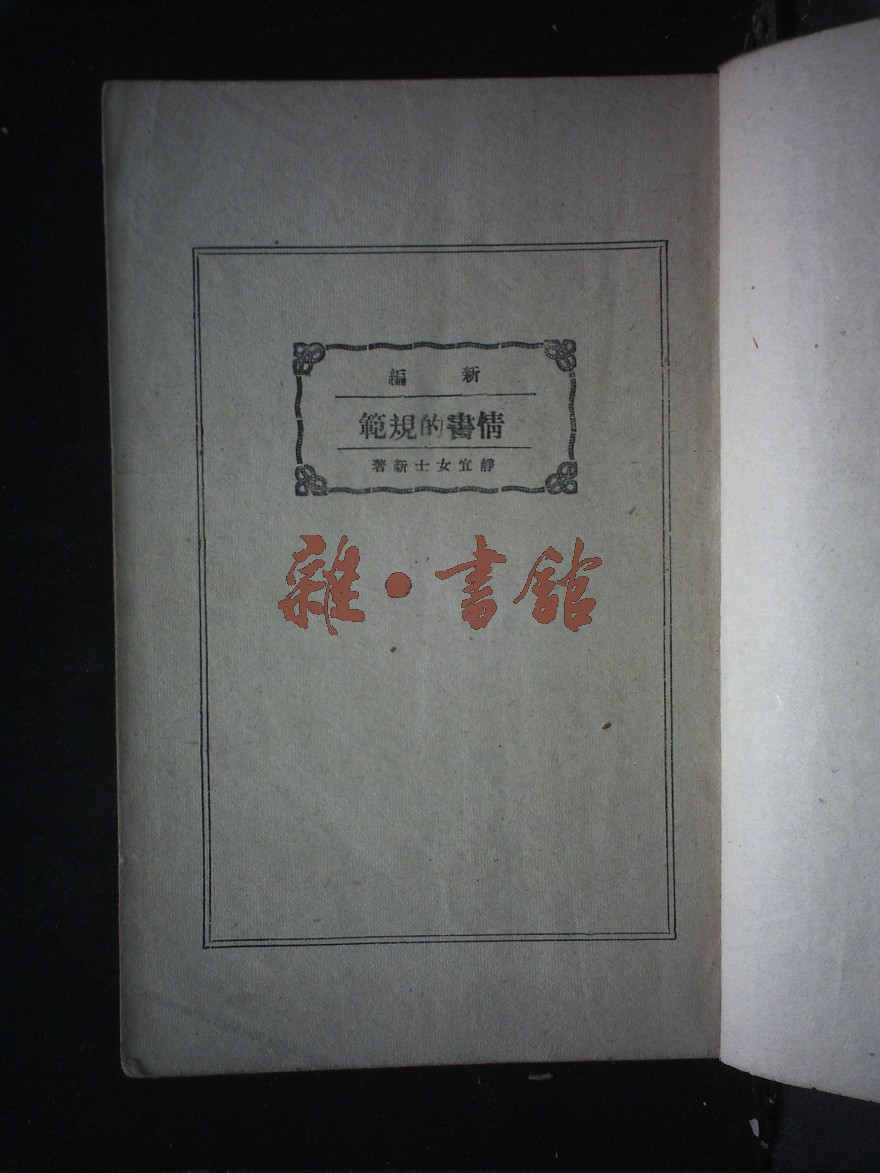 新編
情書的規範
靜宜女士新著
雜•書館